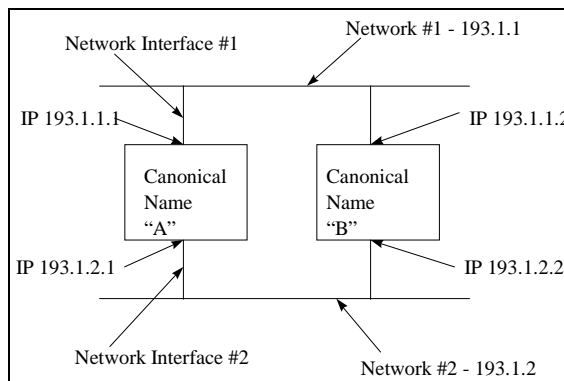 Network Interface #1
Network #1 - 193.1.1
IP 193.1.1.1
IP 193.1.1.2
Canonical
Name
“A”
Canonical
Name
“B”
IP 193.1.2.1
IP 193.1.2.2
Network Interface #2
Network #2 - 193.1.2